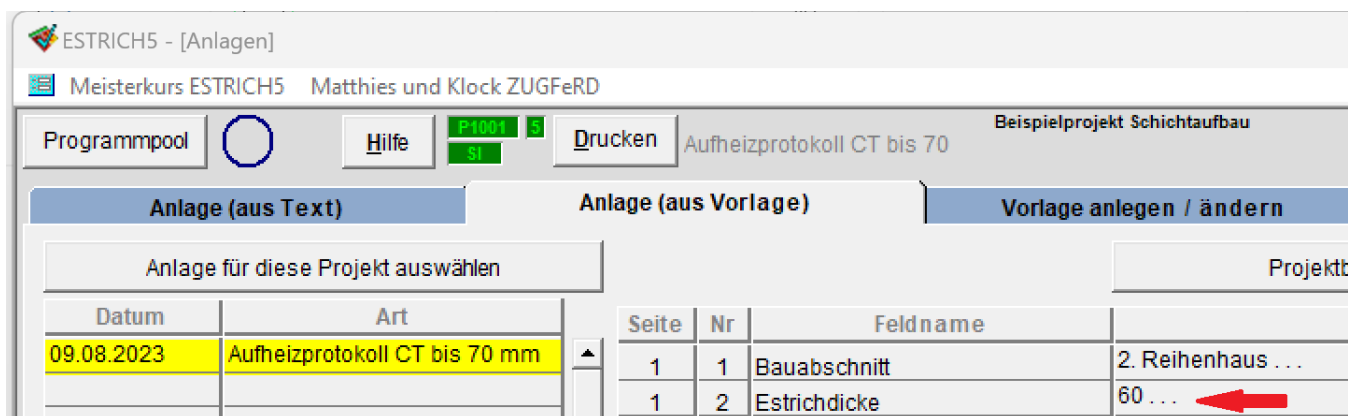 ESTRICH5 - [Anlagen]
Meisterkurs ESTRICH5 Matthies und Klock ZUGFeRD
Programmpool Hilfe P1001 5 SI Drucken Aufheizprotokoll CT bis 70 Beispielprojekt Schichtaufbau
Anlage (aus Text) Anlage (aus Vorlage) Vorlage anlegen / ändern
Anlage für diese Projekt auswählen
Datum Art Seite Nr Feldname
09.08.2023 Aufheizprotokoll CT bis 70 mm
1 1 Bauabschnitt 2. Reihenhaus . . .
1 2 Estrichdicke 60 . . .